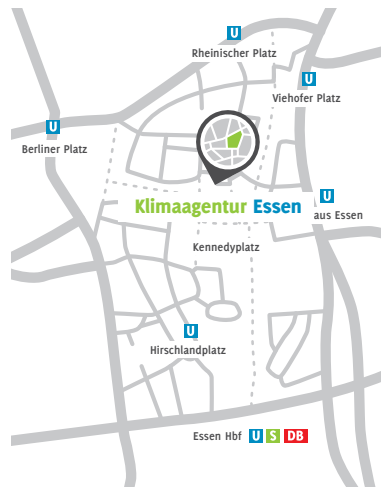 U
Rheinischer Platz
U
Viehofer Platz
U
Berliner Platz
Klimaagentur Essen
U
aus Essen
Kennedyplatz
U
Hirschlandplatz
Essen Hbf U S DB